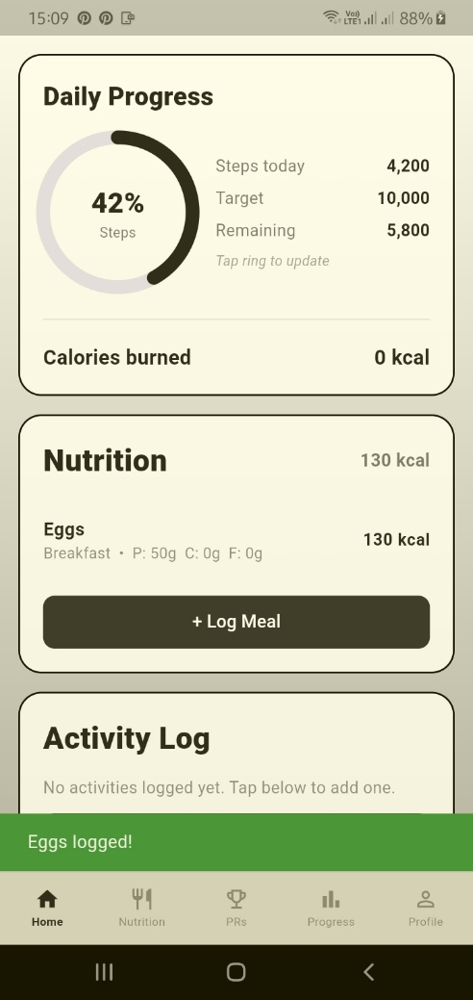 15:09
Vo))
LTE1
88%
Daily Progress
42%
Steps
Steps today 4,200
Target 10,000
Remaining 5,800
Tap ring to update
Calories burned 0 kcal
Nutrition 130 kcal
Eggs 130 kcal
Breakfast • P: 50g C: 0g F: 0g
+ Log Meal
Activity Log
No activities logged yet. Tap below to add one.
Eggs logged!
Home Nutrition PRs Progress Profile